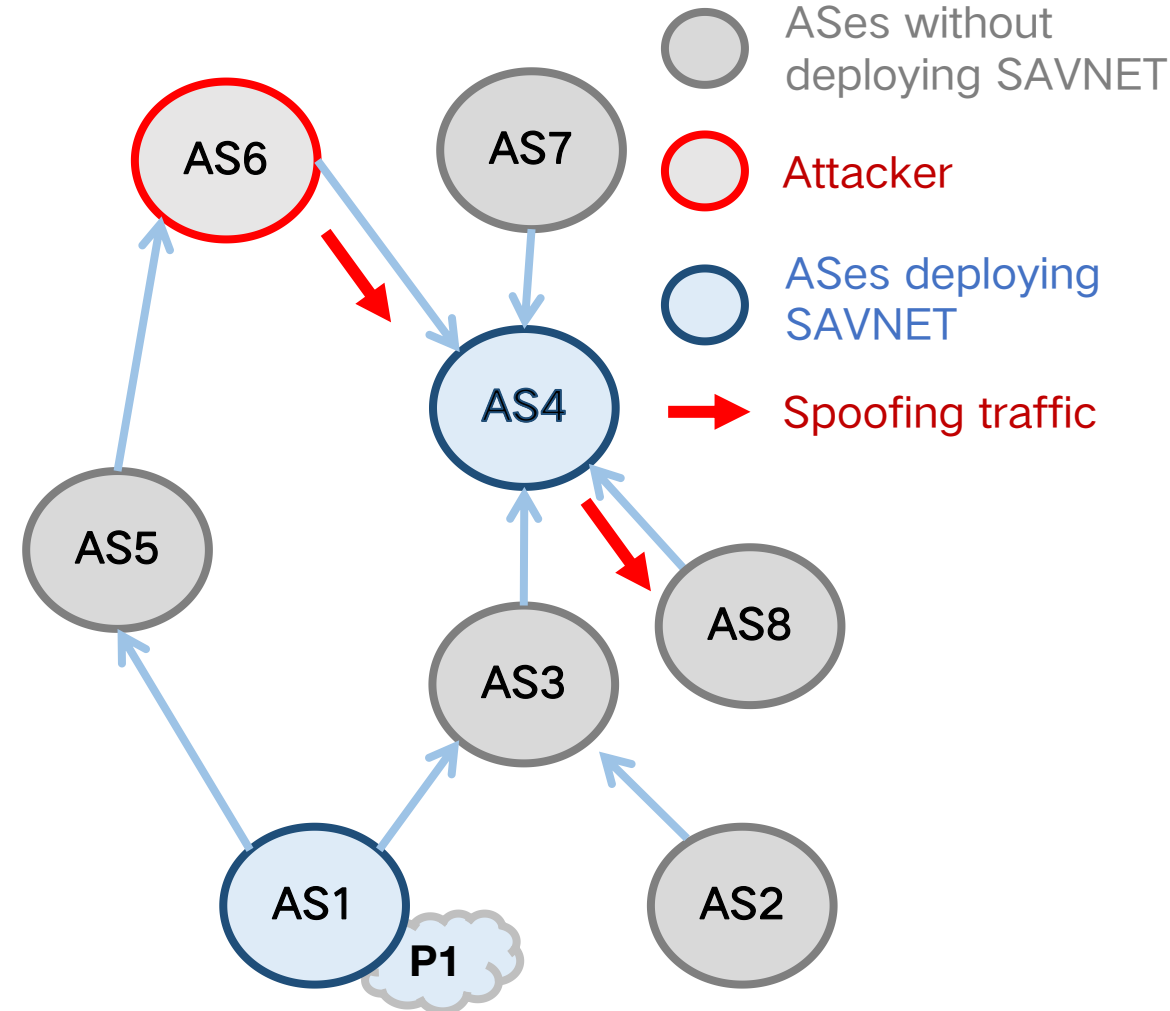 ASes without
deploying SAVNET
AS6
AS7
Attacker
ASes deploying
SAVNET
AS4
Spoofing traffic
AS5
AS8
AS3
AS1
AS2
P1